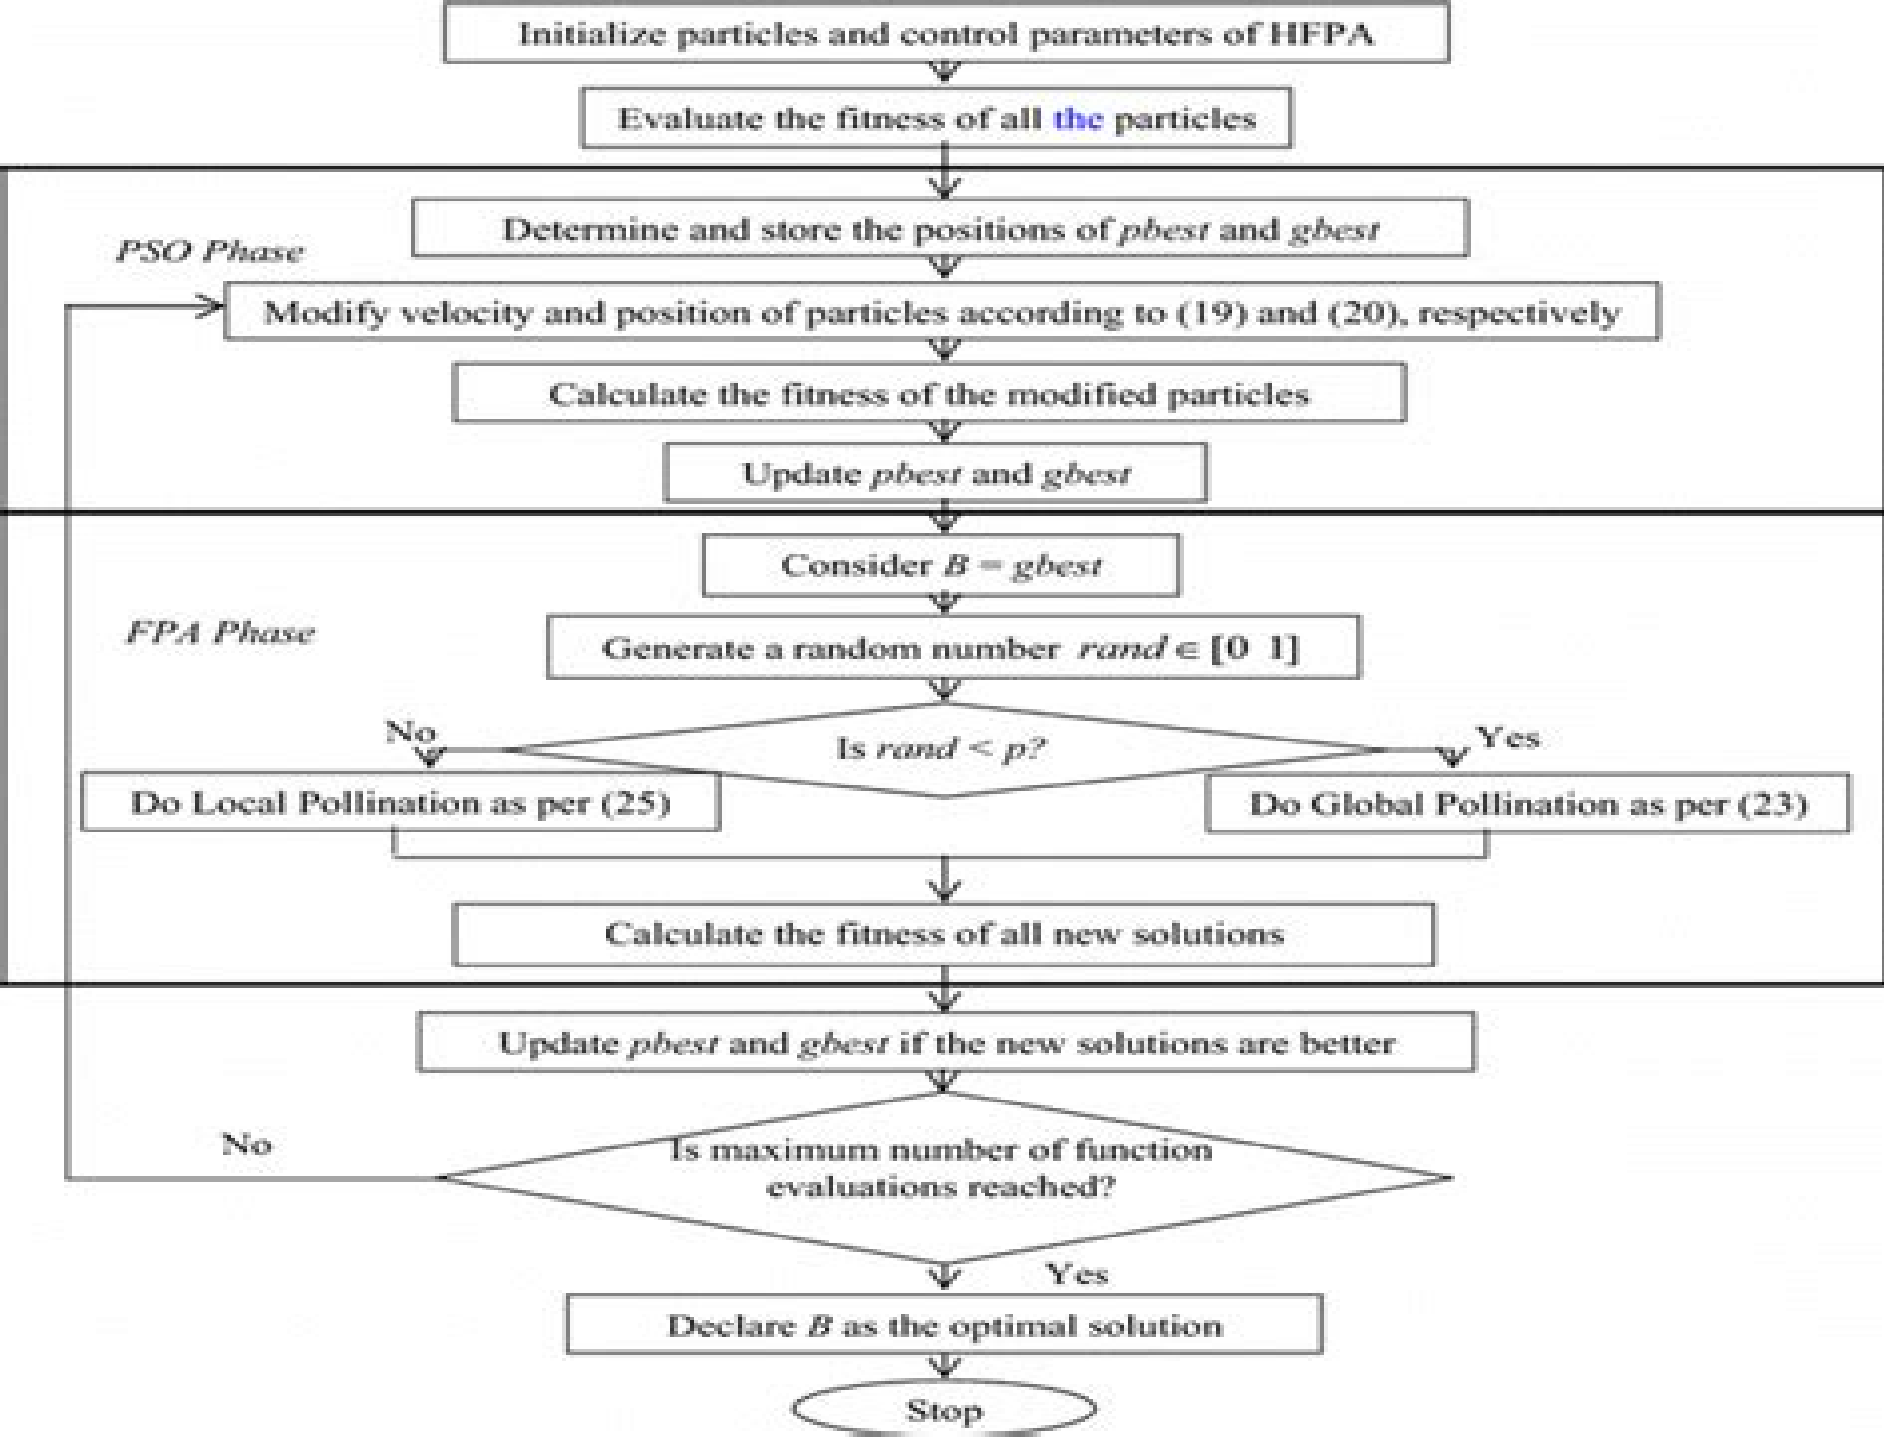 Initialize particles and control parameters of HFPA
Evaluate the fitness of all the particles
Determine and store the positions of pbest and gbest
PSO Phase
Modify velocity and position of particles according to (19) and (20), respectively
Calculate the fitness of the modified particles
Update pbest and gbest
Consider B = gbest
FPA Phase
Generate a random number rand ∈ [0 1]
No
Is rand < p?
Yes
Do Local Pollination as per (25)
Do Global Pollination as per (23)
Calculate the fitness of all new solutions
Update pbest and gbest if the new solutions are better
No
Is maximum number of function
evaluations reached?
Yes
Declare B as the optimal solution
Stop